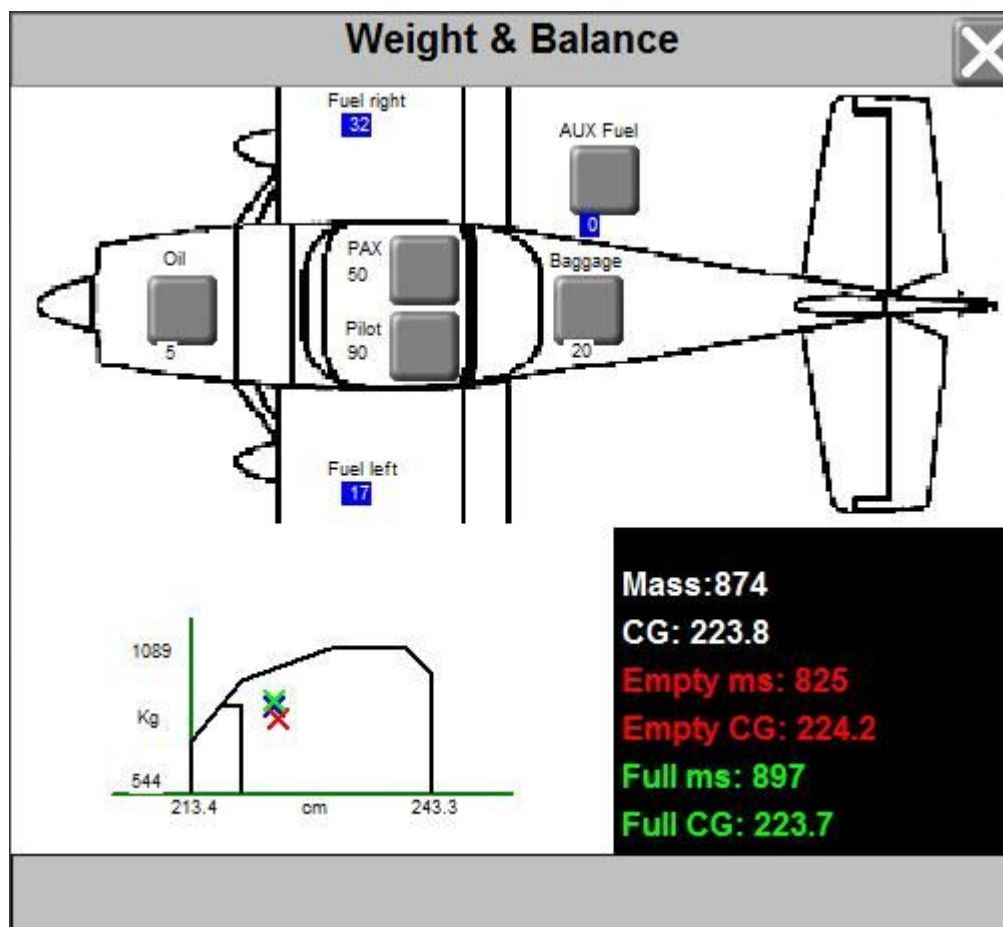 Weight & Balance
Fuel right
32
AUX Fuel
0
Oil
5
PAX
50
Pilot
90
Baggage
20
Fuel left
17
1089
Kg
544
213.4
cm
243.3
Mass:874
CG: 223.8
Empty ms: 825
Empty CG: 224.2
Full ms: 897
Full CG: 223.7